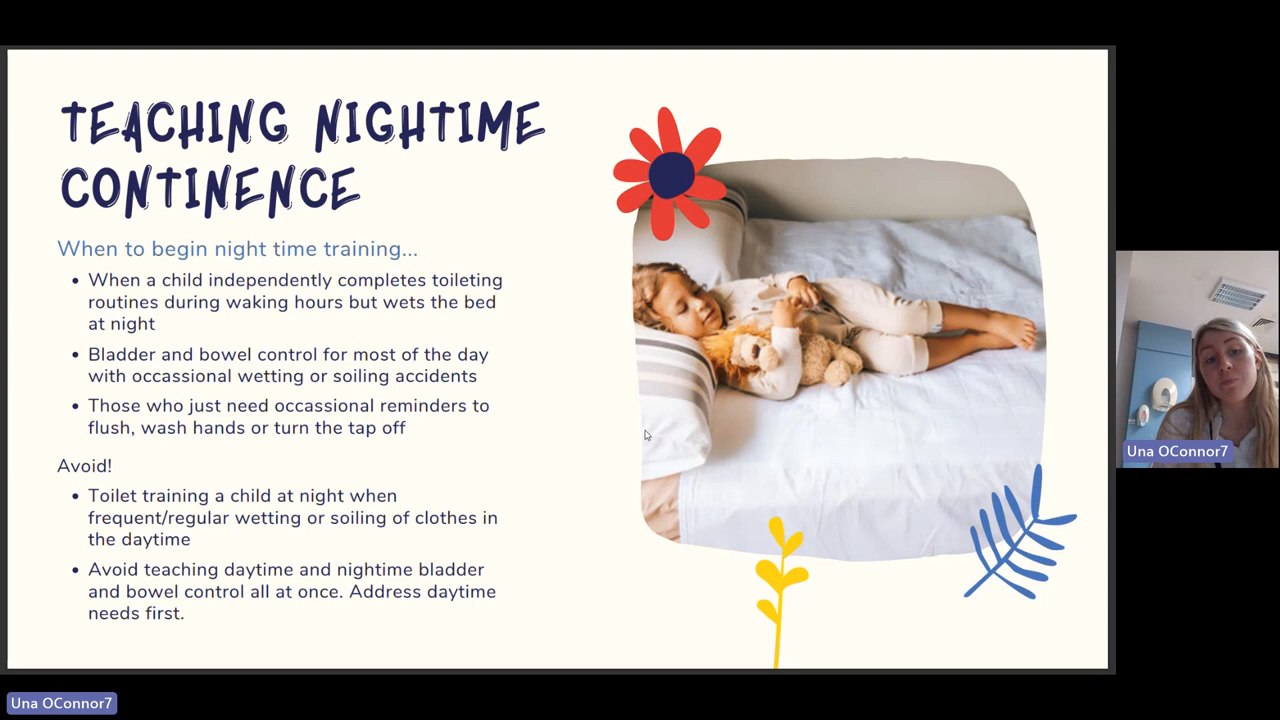 TEACHING NIGHTIME
CONTINENCE
When to begin night time training...
• When a child independently completes toileting
routines during waking hours but wets the bed
at night
• Bladder and bowel control for most of the day
with occassional wetting or soiling accidents
• Those who just need occassional reminders to
flush, wash hands or turn the tap off
Avoid!
• Toilet training a child at night when
frequent/regular wetting or soiling of clothes in
the daytime
• Avoid teaching daytime and nightime bladder
and bowel control all at once. Address daytime
needs first.
Una OConnor7
Una OConnor7